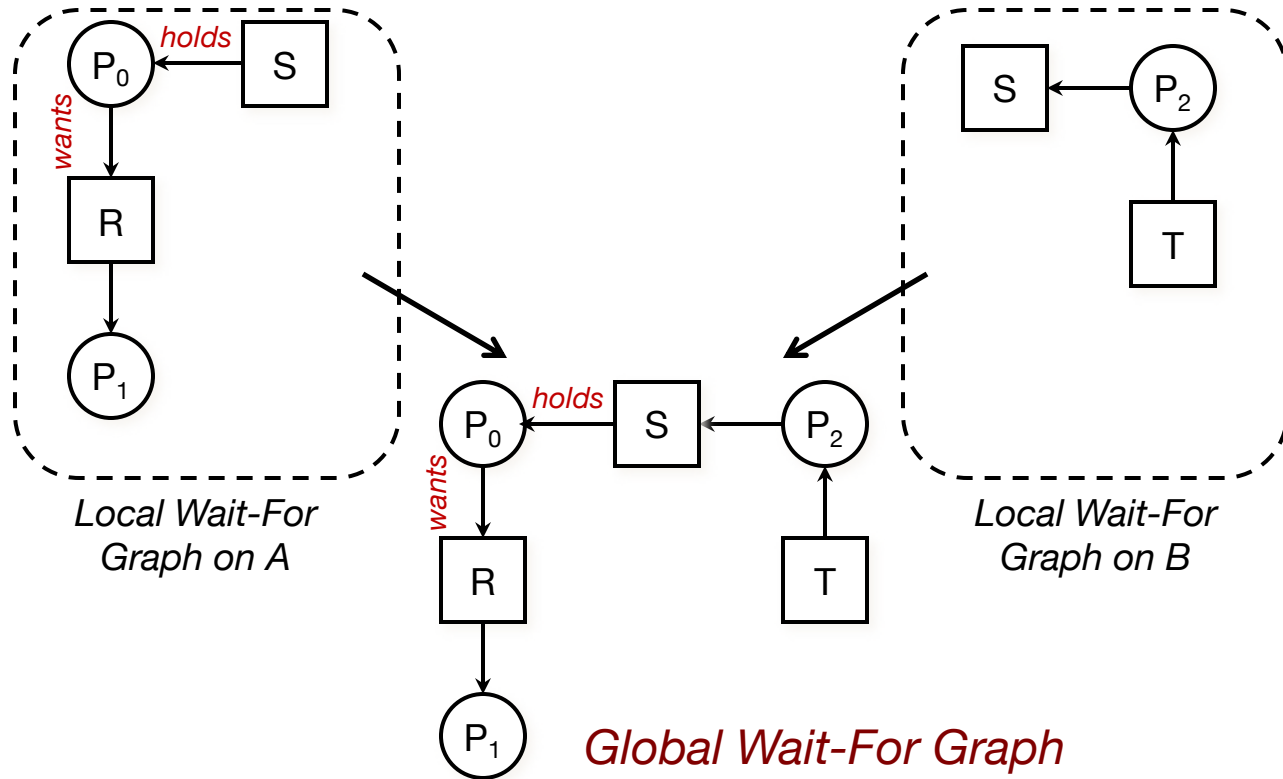 P₀
holds
S
wants
R
P₁
Local Wait-For
Graph on A
S
P₂
T
Local Wait-For
Graph on B
P₀
holds
S
P₂
wants
R
T
P₁
Global Wait-For Graph